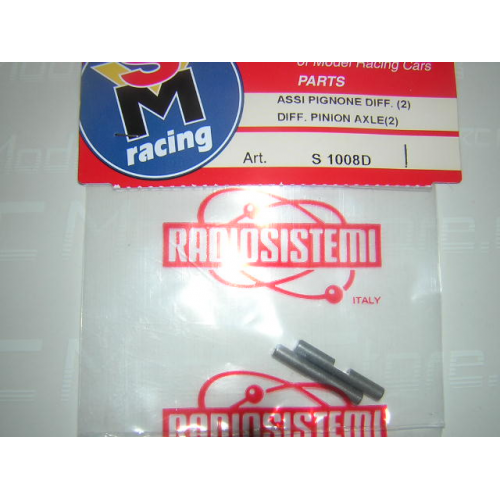 SM
racing
of Model Racing Cars
PARTS
ASSI PIGNONE DIFF. (2)
DIFF. PINION AXLE(2)
Art. S 1008D
RADIOSISTEMI
ITALY
RADIOSISTEMI